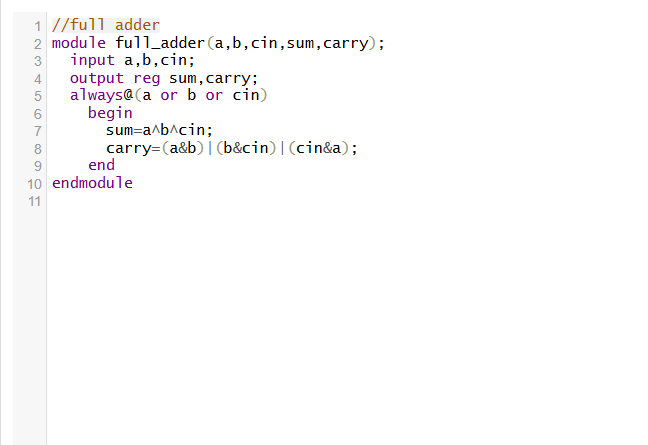 1 //full adder
2 module full_adder(a,b,cin,sum,carry);
3 input a,b,cin;
4 output reg sum,carry;
5 always@(a or b or cin)
6 begin
7 sum=a^b^cin;
8 carry=(a&b)|(b&cin)|(cin&a);
9 end
10 endmodule
11